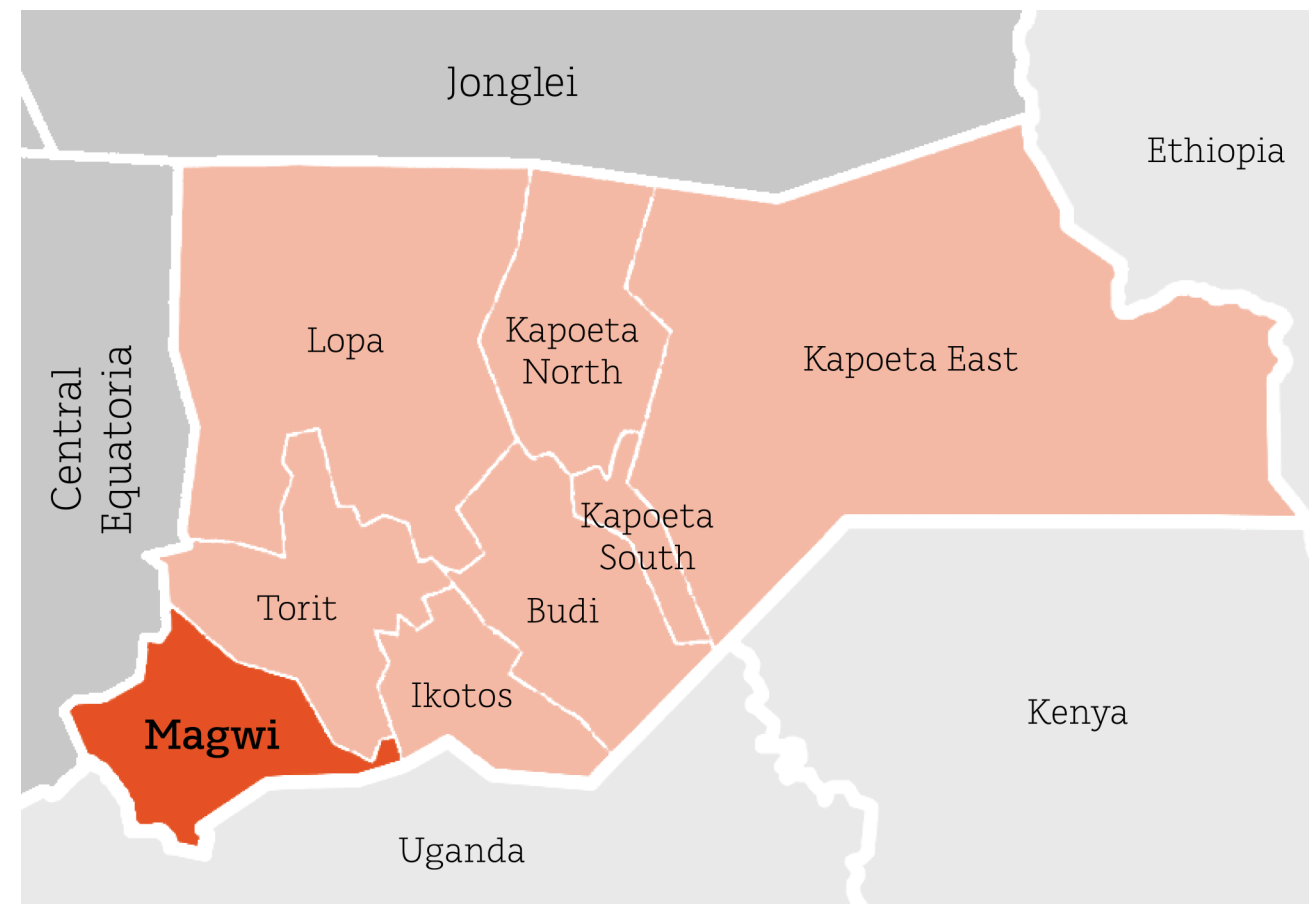 Jonglei
Ethiopia
Lopa
Kapoeta
North
Kapoeta East
Central
Equatoria
Kapoeta
South
Torit
Budi
Ikotos
Magwi
Kenya
Uganda